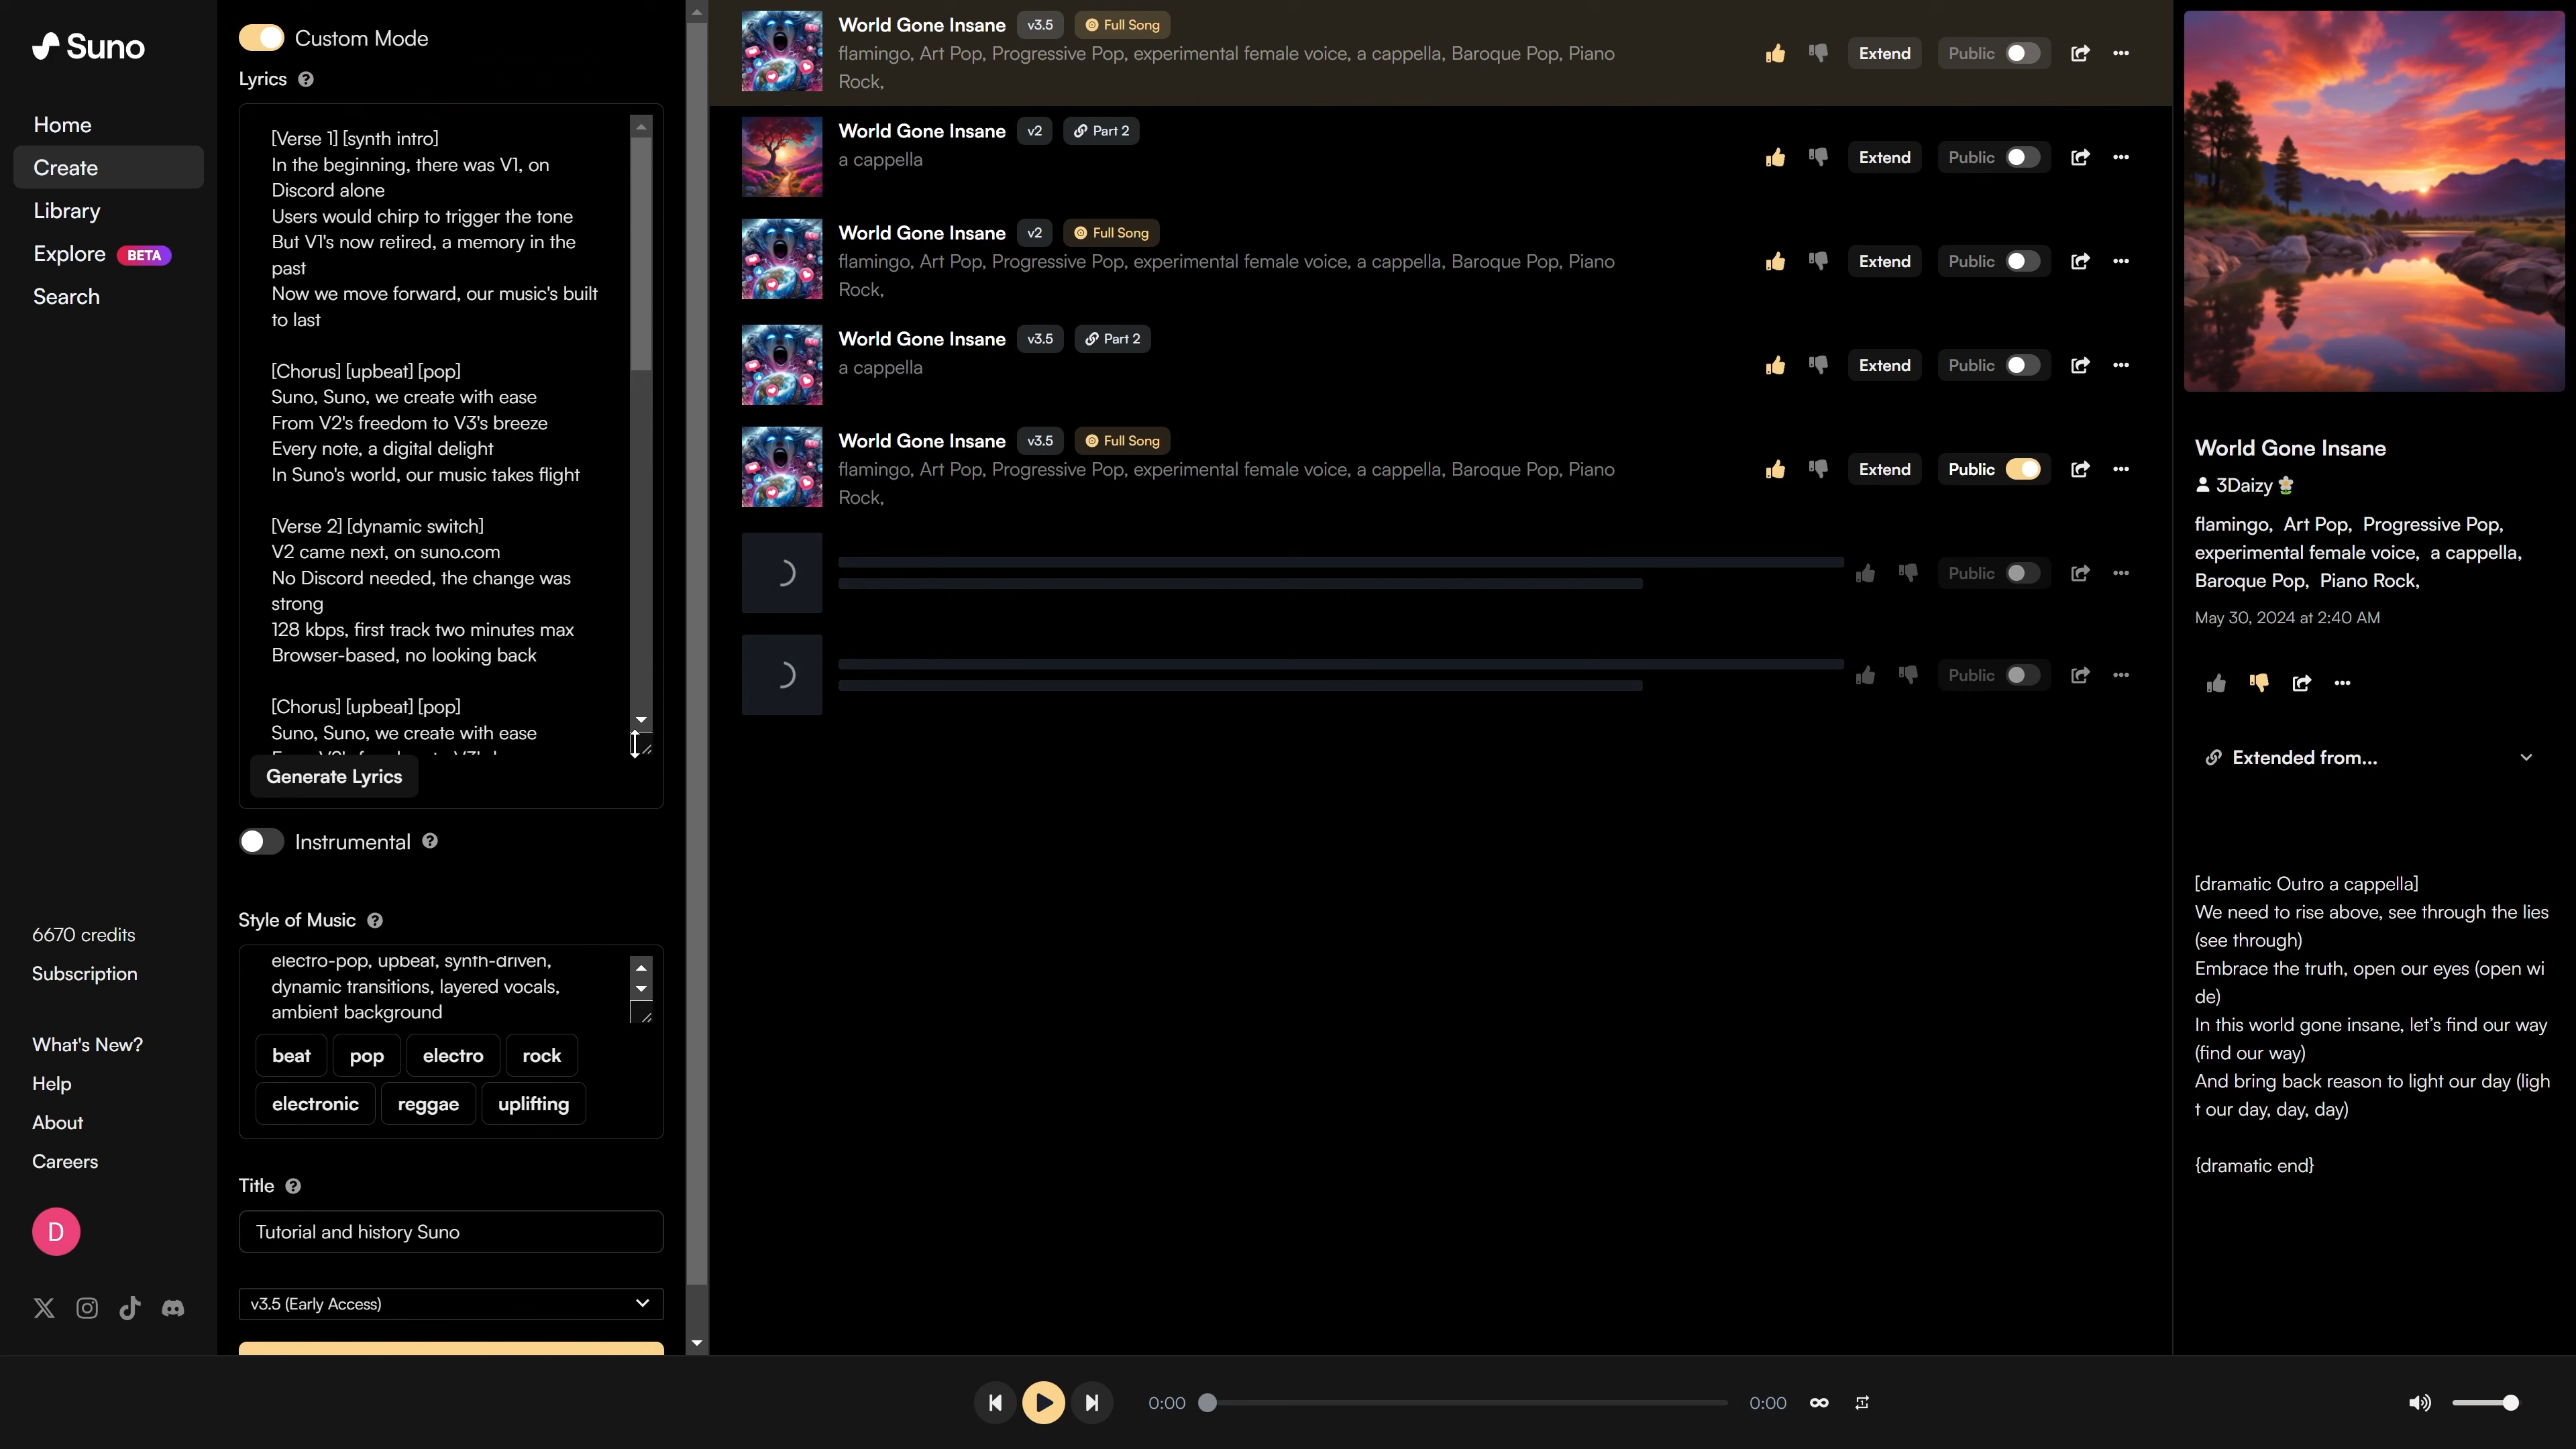 Suno
Home
Create
Library
Explore BETA
Search
6670 credits
Subscription
What's New?
Help
About
Careers
D
Custom Mode
Lyrics
[Verse 1] [synth intro]
In the beginning, there was V1, on
Discord alone
Users would chirp to trigger the tone
But V1's now retired, a memory in the
past
Now we move forward, our music's built
to last
[Chorus] [upbeat] [pop]
Suno, Suno, we create with ease
From V2's freedom to V3's breeze
Every note, a digital delight
In Suno's world, our music takes flight
[Verse 2] [dynamic switch]
V2 came next, on suno.com
No Discord needed, the change was
strong
128 kbps, first track two minutes max
Browser-based, no looking back
[Chorus] [upbeat] [pop]
Suno, Suno, we create with ease
Generate Lyrics
Instrumental
Style of Music
electro-pop, upbeat, synth-driven,
dynamic transitions, layered vocals,
ambient background
beat pop electro rock
electronic reggae uplifting
Title
Tutorial and history Suno
v3.5 (Early Access)
World Gone Insane v3.5 Full Song
flamingo, Art Pop, Progressive Pop, experimental female voice, a cappella, Baroque Pop, Piano
Rock,
Extend Public
World Gone Insane v2 Part 2
a cappella
Extend Public
World Gone Insane v2 Full Song
flamingo, Art Pop, Progressive Pop, experimental female voice, a cappella, Baroque Pop, Piano
Rock,
Extend Public
World Gone Insane v3.5 Part 2
a cappella
Extend Public
World Gone Insane v3.5 Full Song
flamingo, Art Pop, Progressive Pop, experimental female voice, a cappella, Baroque Pop, Piano
Rock,
Extend Public
Public
Public
World Gone Insane
3Daizy
flamingo, Art Pop, Progressive Pop,
experimental female voice, a cappella,
Baroque Pop, Piano Rock,
May 30, 2024 at 2:40 AM
Extended from...
[dramatic Outro a cappella]
We need to rise above, see through the lies
(see through)
Embrace the truth, open our eyes (open wi
de)
In this world gone insane, let's find our way
(find our way)
And bring back reason to light our day (ligh
t our day, day, day)
{dramatic end}
0:00 0:00